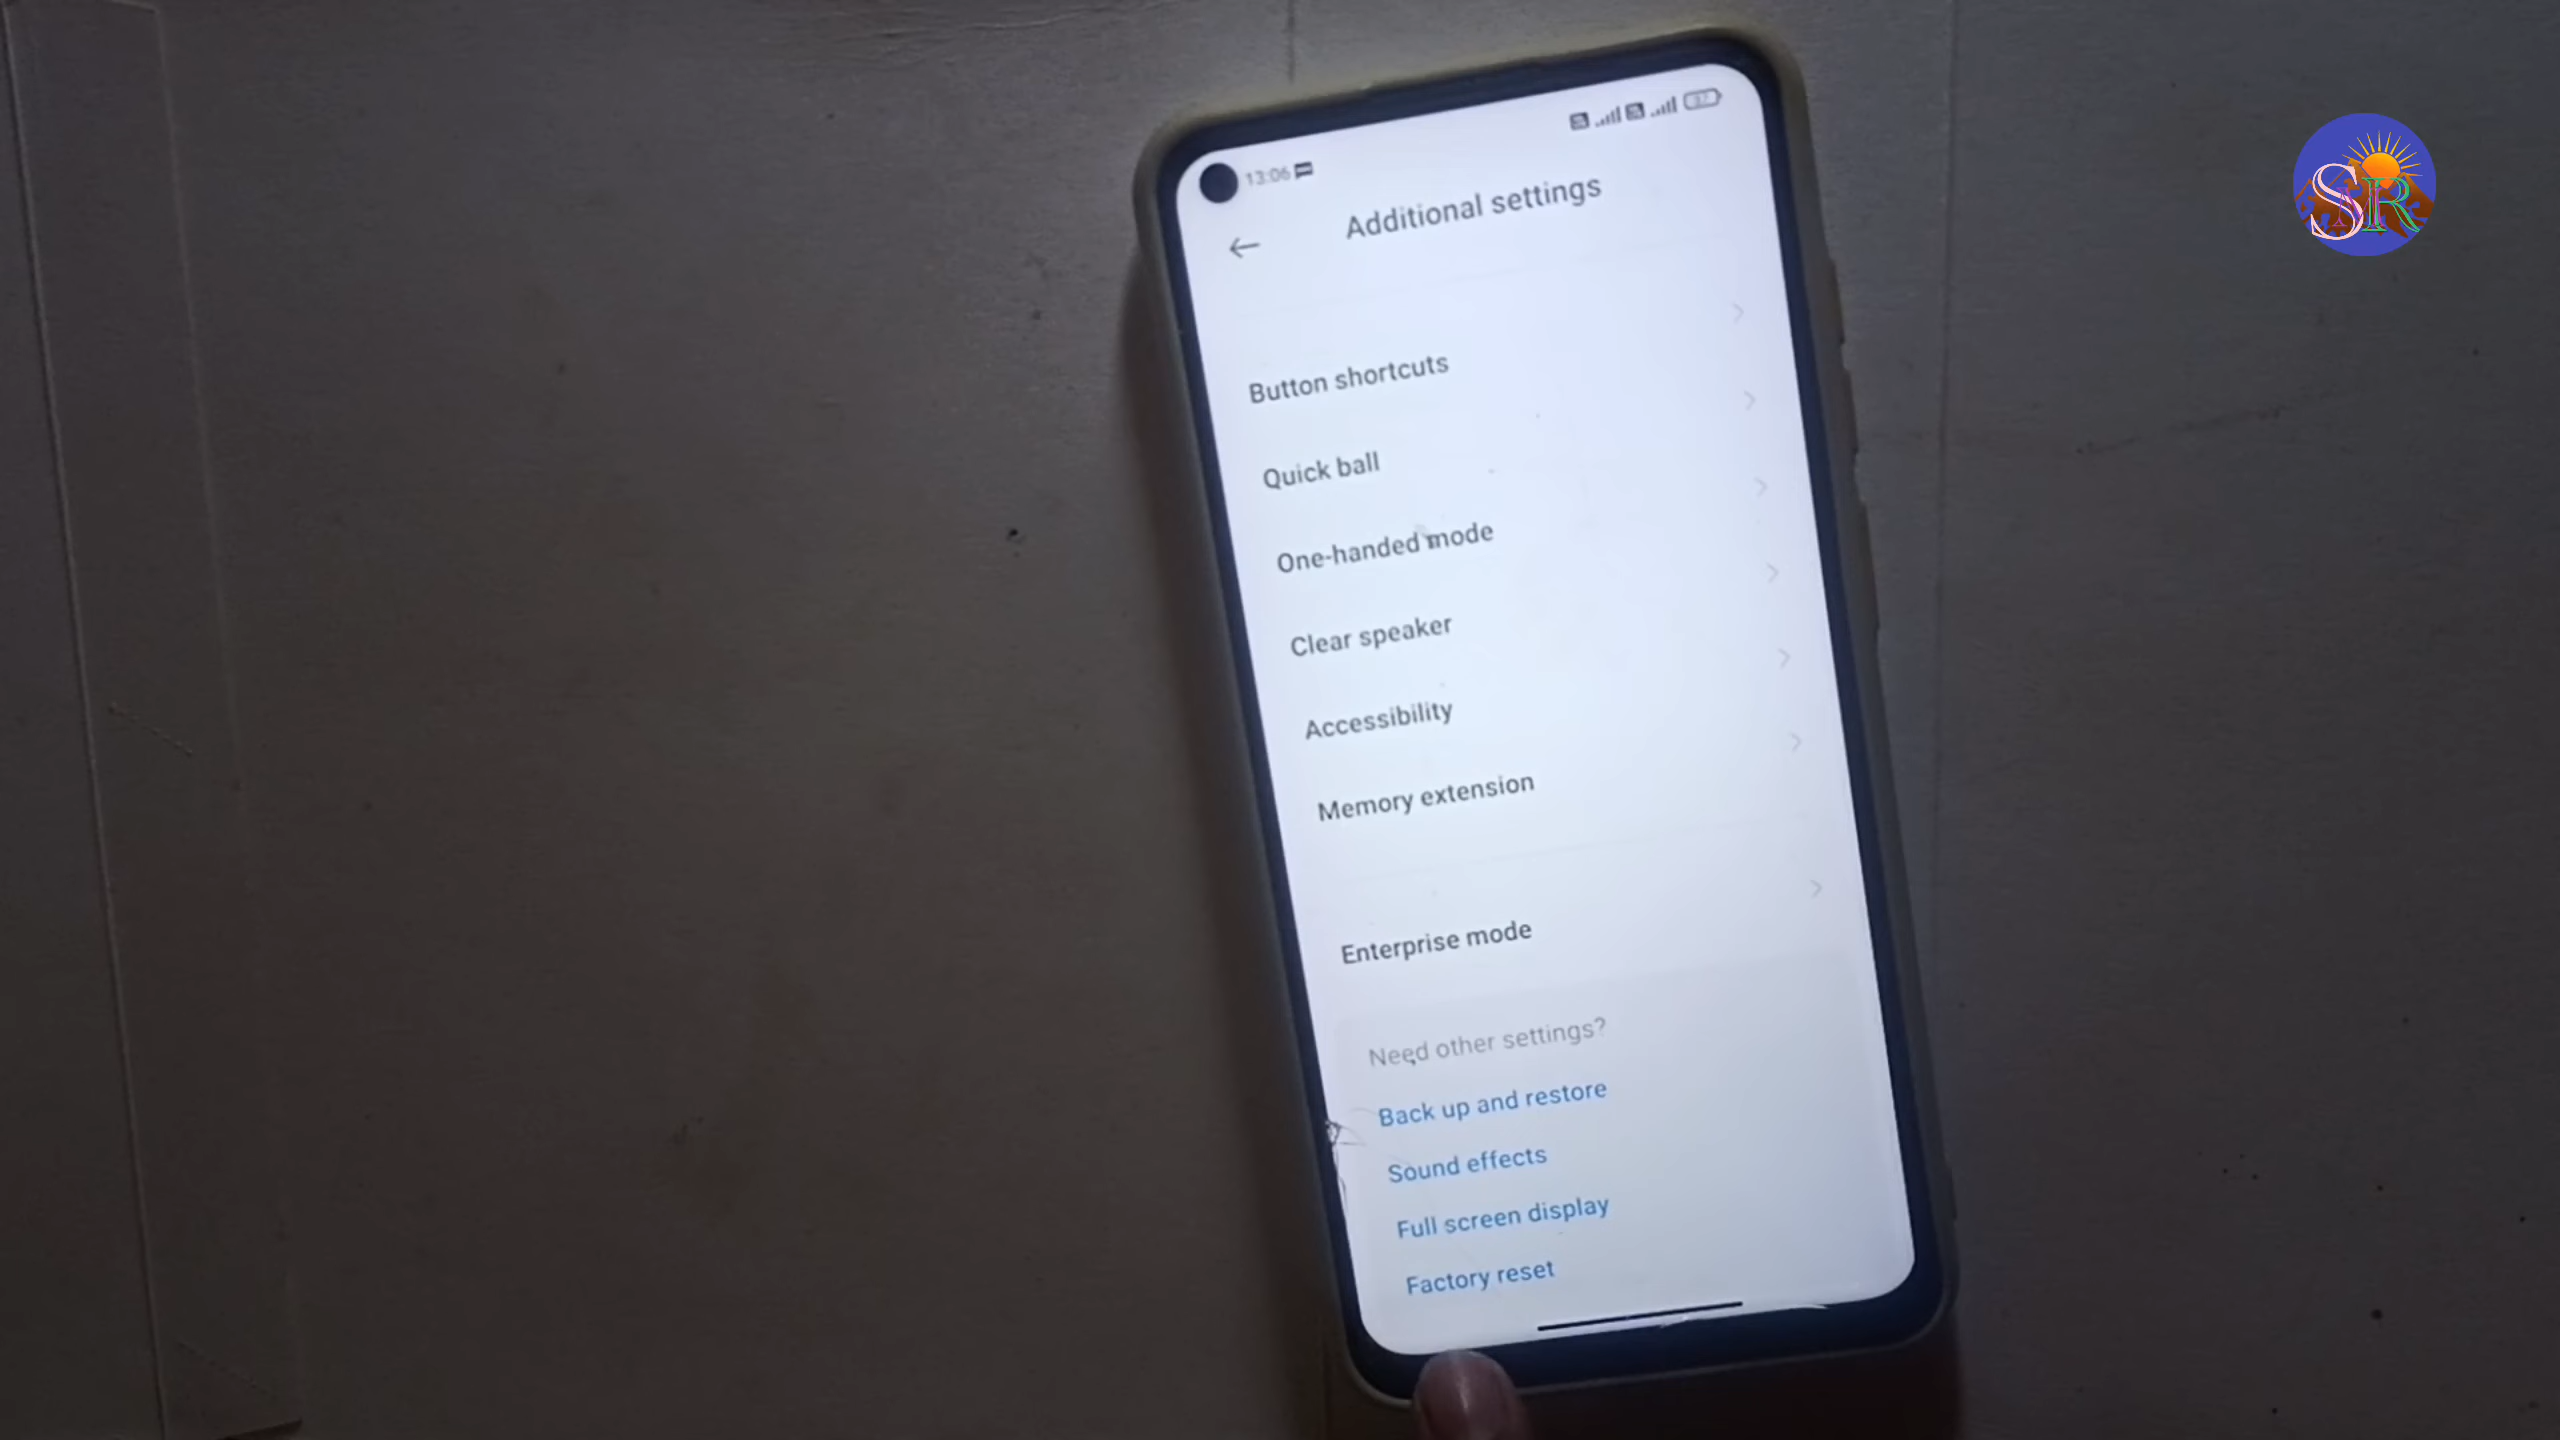 13:06
37
Additional settings
Button shortcuts
Quick ball
One-handed mode
Clear speaker
Accessibility
Memory extension
Enterprise mode
Need other settings?
Back up and restore
Sound effects
Full screen display
Factory reset